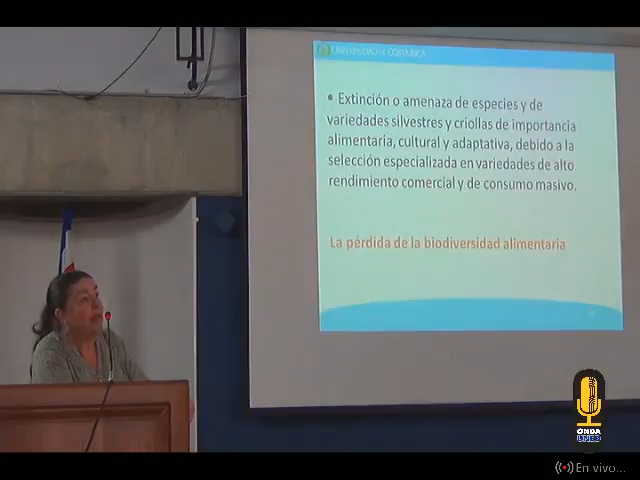 UNIVERSIDAD DE COSTA RICA
• Extinción o amenaza de especies y de
variedades silvestres y criollas de importancia
alimentaria, cultural y adaptativa, debido a la
selección especializada en variedades de alto
rendimiento comercial y de consumo masivo.
La pérdida de la biodiversidad alimentaria
ONDA
UNED
En vivo...